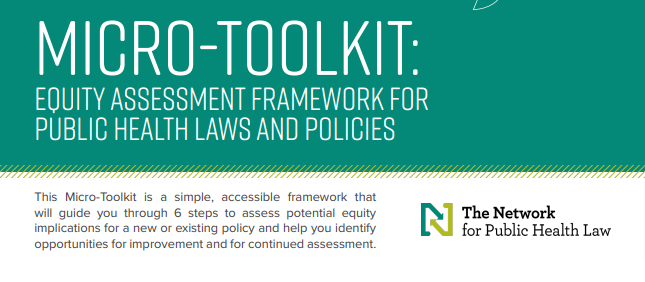 MICRO-TOOLKIT:
EQUITY ASSESSMENT FRAMEWORK FOR
PUBLIC HEALTH LAWS AND POLICIES
This Micro-Toolkit is a simple, accessible framework that
will guide you through 6 steps to assess potential equity
implications for a new or existing policy and help you identify
opportunities for improvement and for continued assessment.
The Network
for Public Health Law